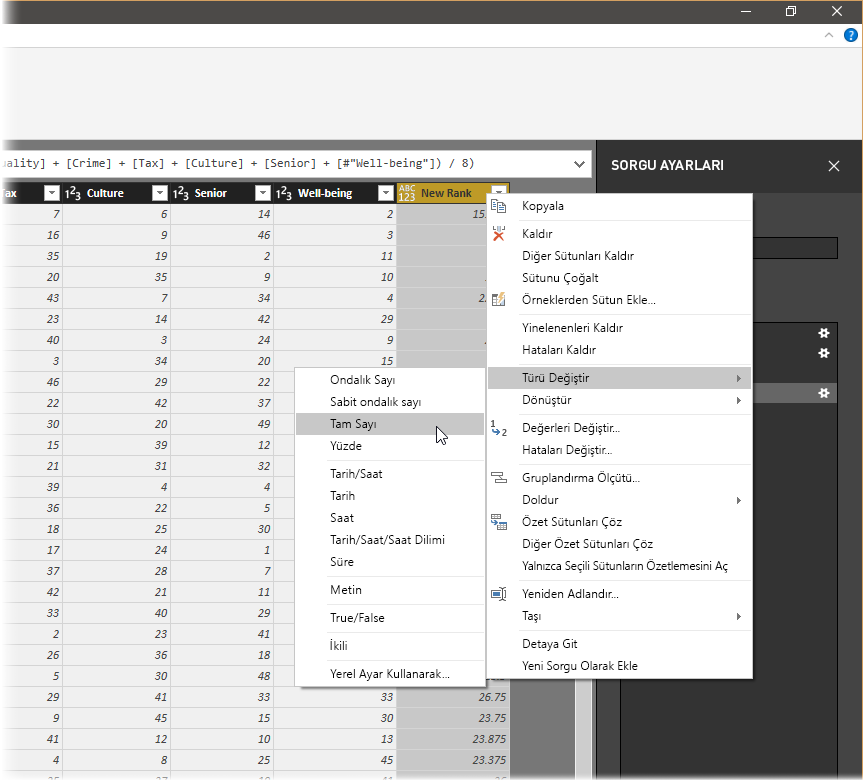 ?
uality] + [Crime] + [Tax] + [Culture] + [Senior] + [#"Well-being"]) / 8)
SORGU AYARLARI
Tax 1²3 Culture 1²3 Senior 1²3 Well-being ABC 123 New Rank
7 6 14 2
16 9 46 3
35 19 2 11
20 35 9 10
43 7 34 4
23 14 42 29
40 3 24 9
3 34 20 15
46 29 22
22 42 37
30 20 49
15 39 12
21 31 32
39 4 4
36 22 5
18 25 30
17 24 1
37 28 7
42 21 11
33 40 29
2 23 41
26 36 18
5 30 48
29 41 33 33 26.75
9 45 15 30 23.75
41 12 10 13 23.875
4 8 25 45 23.375
Kopyala
Kaldır
Diğer Sütunları Kaldır
Sütunu Çoğalt
Örneklerden Sütun Ekle...
Yinelenenleri Kaldır
Hataları Kaldır
Türü Değiştir
Dönüştür
Değerleri Değiştir...
Hataları Değiştir...
Gruplandırma Ölçütü...
Doldur
Özet Sütunları Çöz
Diğer Özet Sütunları Çöz
Yalnızca Seçili Sütunların Özetlemesini Aç
Yeniden Adlandır...
Taşı
Detaya Git
Yeni Sorgu Olarak Ekle
Ondalık Sayı
Sabit ondalık sayı
Tam Sayı
Yüzde
Tarih/Saat
Tarih
Saat
Tarih/Saat/Saat Dilimi
Süre
Metin
True/False
İkili
Yerel Ayar Kullanarak...